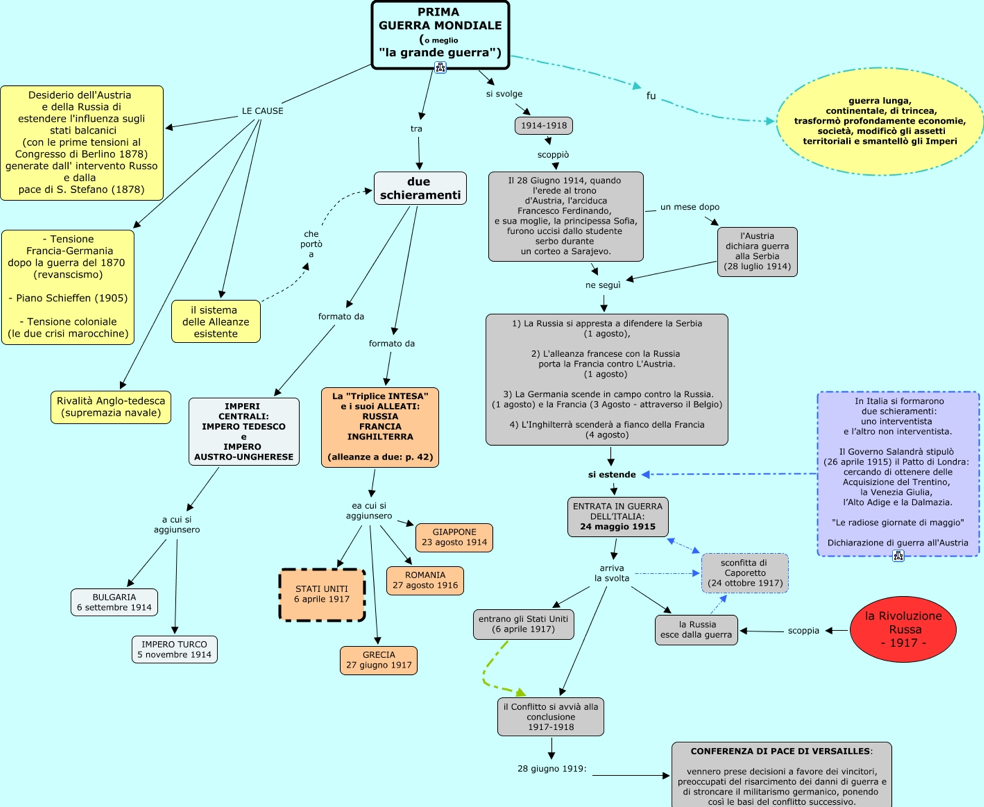 PRIMA
GUERRA MONDIALE
(o meglio
"la grande guerra")
LE CAUSE
Desiderio dell'Austria
e della Russia di
estendere l'influenza sugli
stati balcanici
(con le prime tensioni al
Congresso di Berlino 1878)
generate dall' intervento Russo
e dalla
pace di S. Stefano (1878)
- Tensione
Francia-Germania
dopo la guerra del 1870
(revanscismo)
- Piano Schieffen (1905)
- Tensione coloniale
(le due crisi marocchine)
Rivalità Anglo-tedesca
(supremazia navale)
il sistema
delle Alleanze
esistente
che
portò
a
tra
due
schieramenti
formato da
IMPERI
CENTRALI:
IMPERO TEDESCO
e
IMPERO
AUSTRO-UNGHERESE
a cui si
aggiunsero
BULGARIA
6 settembre 1914
IMPERO TURCO
5 novembre 1914
formato da
La "Triplice INTESA"
e i suoi ALLEATI:
RUSSIA
FRANCIA
INGHILTERRA
(alleanze a due: p. 42)
ea cui si
aggiunsero
GIAPPONE
23 agosto 1914
ROMANIA
27 agosto 1916
STATI UNITI
6 aprile 1917
GRECIA
27 giugno 1917
si svolge
1914-1918
scoppiò
Il 28 Giugno 1914, quando
l'erede al trono
d'Austria, l'arciduca
Francesco Ferdinando,
e sua moglie, la principessa Sofia,
furono uccisi dallo studente
serbo durante
un corteo a Sarajevo.
un mese dopo
l'Austria
dichiara guerra
alla Serbia
(28 luglio 1914)
ne seguì
1) La Russia si appresta a difendere la Serbia
(1 agosto),
2) L'alleanza francese con la Russia
porta la Francia contro L'Austria.
(1 agosto)
3) La Germania scende in campo contro la Russia.
(1 agosto) e la Francia (3 Agosto - attraverso il Belgio)
4) L'Inghilterrà scenderà a fianco della Francia
(4 agosto)
si estende
ENTRATA IN GUERRA
DELL'ITALIA:
24 maggio 1915
In Italia si formarono
due schieramenti:
uno interventista
e l'altro non interventista.
Il Governo Salandrà stipulò
(26 aprile 1915) il Patto di Londra:
cercando di ottenere delle
Acquisizione del Trentino,
la Venezia Giulia,
l'Alto Adige e la Dalmazia.
"Le radiose giornate di maggio"
Dichiarazione di guerra all'Austria
arriva
la svolta
sconfitta di
Caporetto
(24 ottobre 1917)
entrano gli Stati Uniti
(6 aprile 1917)
la Russia
esce dalla guerra
scoppia
la Rivoluzione
Russa
- 1917 -
il Conflitto si avvià alla
conclusione
1917-1918
28 giugno 1919:
CONFERENZA DI PACE DI VERSAILLES:
vennero prese decisioni a favore dei vincitori,
preoccupati del risarcimento dei danni di guerra e
di stroncare il militarismo germanico, ponendo
così le basi del conflitto successivo.
fu
guerra lunga,
continentale, di trincea,
trasformò profondamente economie,
società, modificò gli assetti
territoriali e smantellò gli Imperi